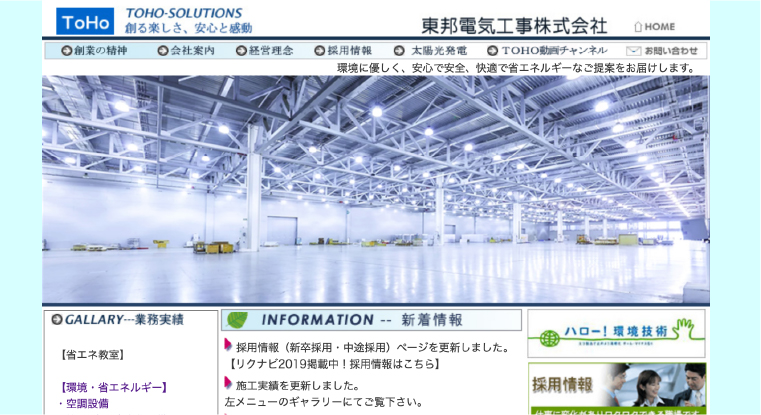 ToHo
TOHO-SOLUTIONS
創る楽しさ、安心と感動
東邦電気工事株式会社
HOME
創業の精神
会社案内
経営理念
採用情報
太陽光発電
TOHO動画チャンネル
お問い合わせ
環境に優しく、安心で安全、快適で省エネルギーなご提案をお届けします。
GALLARY---業務実績
【省エネ教室】
【環境・省エネルギー】
・空調設備
INFORMATION -- 新着情報
採用情報（新卒採用・中途採用）ページを更新しました。
【リクナビ2019掲載中！採用情報はこちら】
施工実績を更新しました。
左メニューのギャラリーにてご覧下さい。
ハロー！環境技術
採用情報